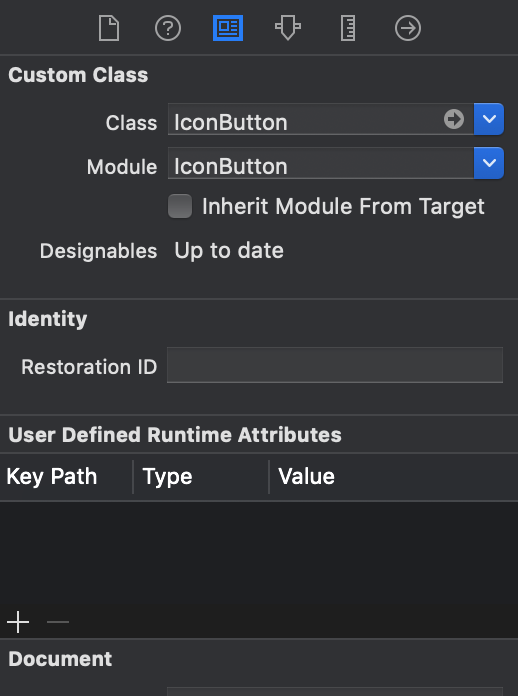 Custom Class
Class IconButton
Module IconButton
Inherit Module From Target
Designables Up to date
Identity
Restoration ID
User Defined Runtime Attributes
Key Path Type Value
Document